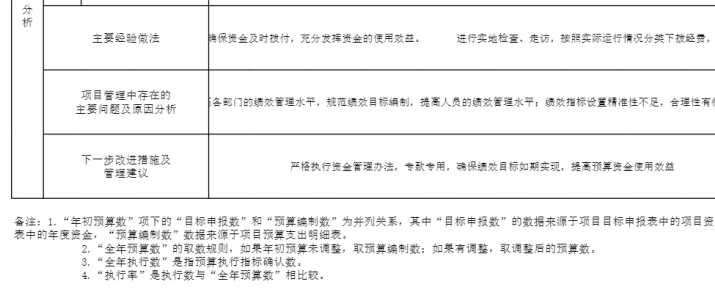 分
析
主要经验做法
确保资金及时拨付，充分发挥资金的使用效益。 进行实地检查、走访，按照实际运行情况分类下拨经费，
项目管理中存在的
主要问题及原因分析
各部门的绩效管理水平，规范绩效目标编制，提高人员的绩效管理水平；绩效指标设置精准性不足，合理性有
下一步改进措施及
管理建议
严格执行资金管理办法，专款专用，确保绩效目标如期实现，提高预算资金使用效益
备注：1.“年初预算数”项下的“目标申报数”和“预算编制数”为并列关系，其中“目标申报数”的数据来源于项目目标申报表中的项目资
表中的年度资金，“预算编制数”数据来源于项目预算支出明细表。
2.“全年预算数”的取数规则，如果年初预算未调整，取预算编制数；如果有调整，取调整后的预算数。
3.“全年执行数”是指预算执行指标确认数。
4.“执行率”是执行数与“全年预算数”相比较。